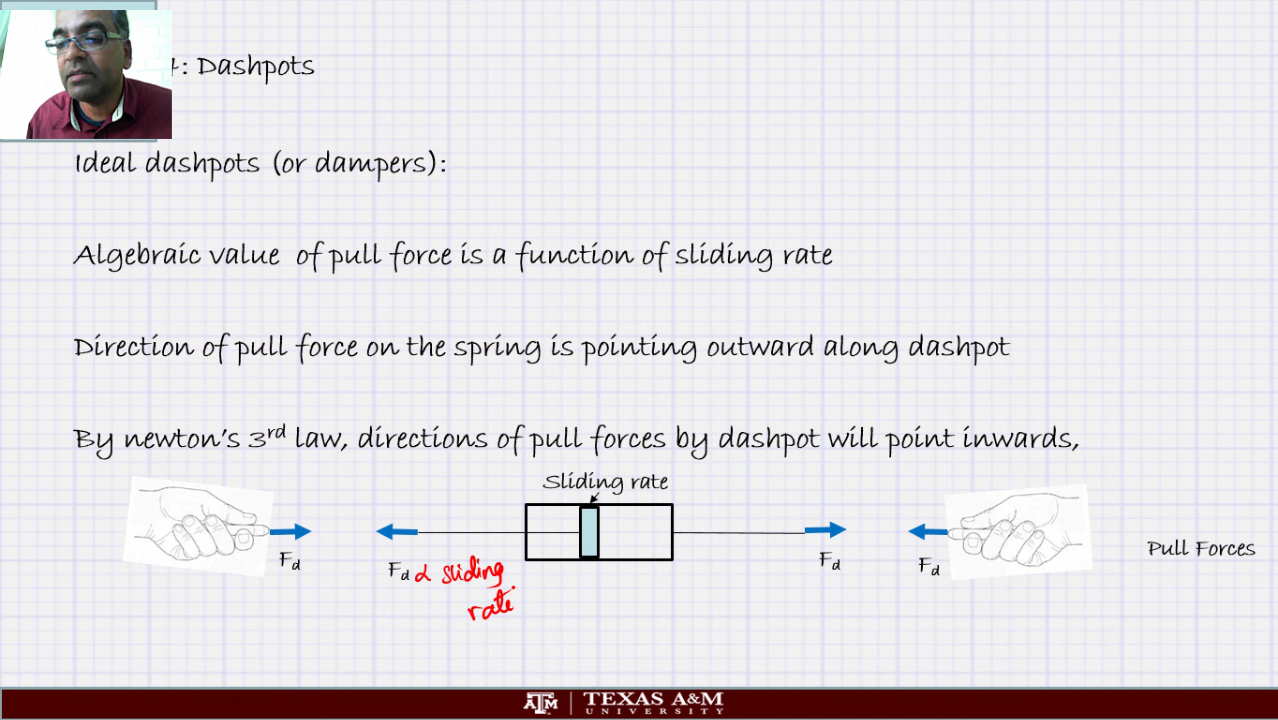 4: Dashpots
Ideal dashpots (or dampers):
Algebraic value of pull force is a function of sliding rate
Direction of pull force on the spring is pointing outward along dashpot
By newton's 3rd law, directions of pull forces by dashpot will point inwards,
Sliding rate
Fd
Fd α sliding
rate
Fd
Fd
Pull Forces
ATM | TEXAS A&M
UNIVERSITY